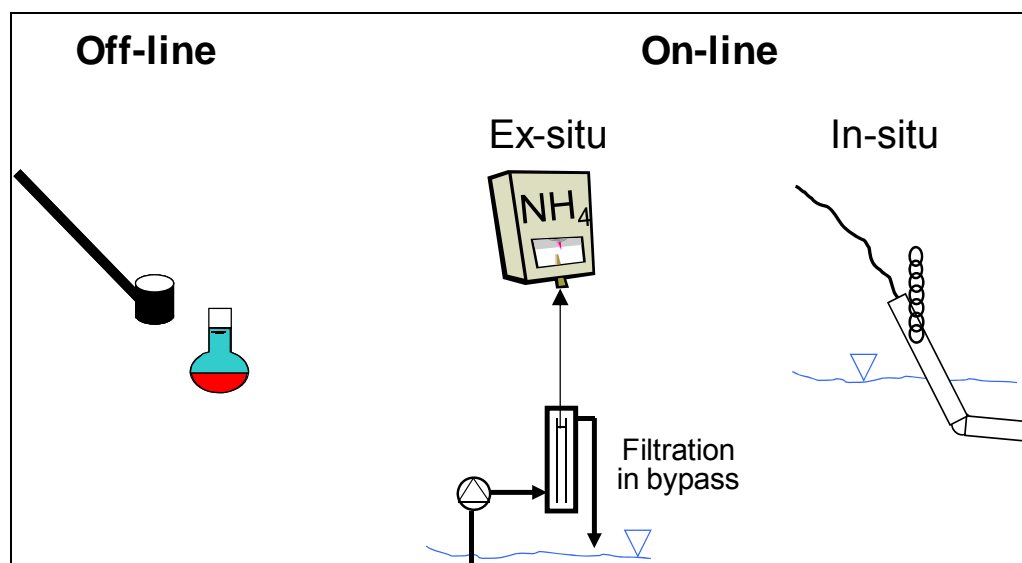 Off-line
On-line
Ex-situ
In-situ
NH4
Filtration
in bypass